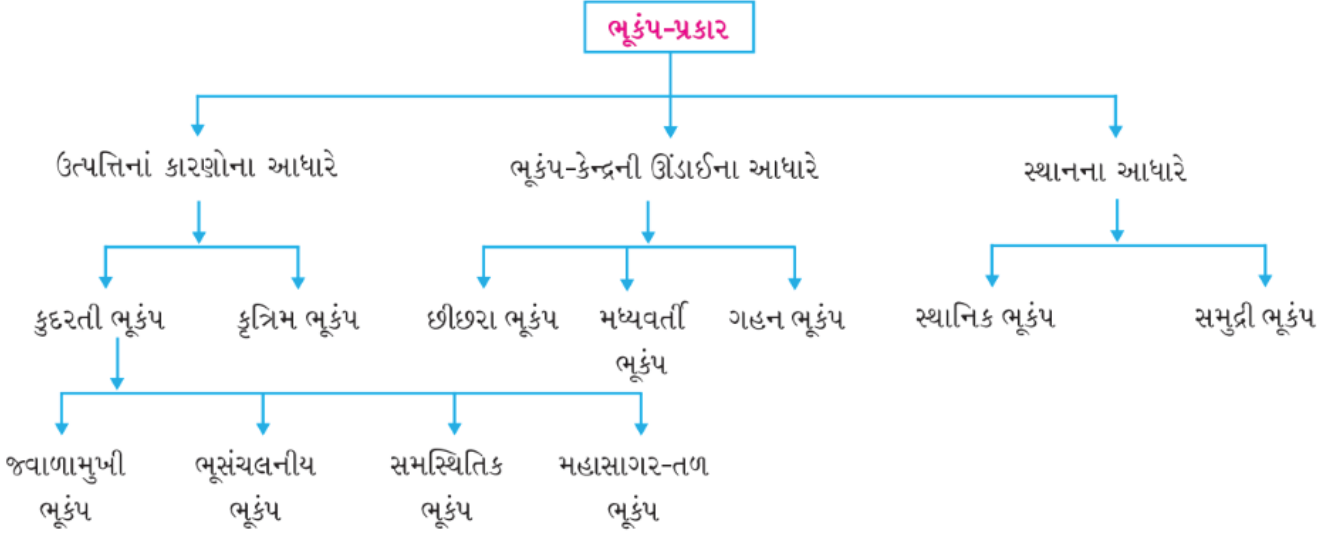 ભૂકંપ-પ્રકાર
ઉત્પત્તિનાં કારણોના આધારે
ભૂકંપ-કેન્દ્રની ઊંડાઈના આધારે
સ્થાનના આધારે
કુદરતી ભૂકંપ
કૃત્રિમ ભૂકંપ
છીછરા ભૂકંપ
મધ્યવર્તી
ભૂકંપ
ગહન ભૂકંપ
સ્થાનિક ભૂકંપ
સમુદ્રી ભૂકંપ
જ્વાળામુખી
ભૂકંપ
ભૂસંચલનીય
ભૂકંપ
સમસ્થિતિક
ભૂકંપ
મહાસાગર-તળ
ભૂકંપ